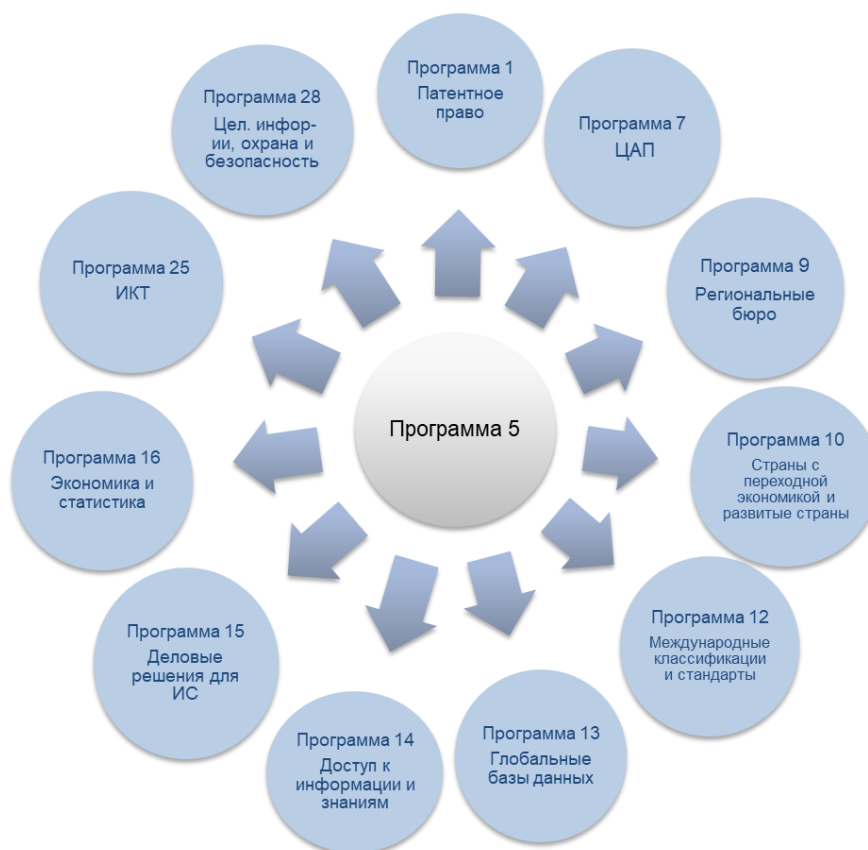 Программа 1
Патентное
право
Программа 7
ЦАП
Программа 9
Региональные
бюро
Программа 10
Страны с
переходной
экономикой и
развитые страны
Программа 12
Международные
классификации
и стандарты
Программа 13
Глобальные
базы данных
Программа 14
Доступ к
информации и
знаниям
Программа 15
Деловые
решения для
ИС
Программа 16
Экономика и
статистика
Программа 25
ИКТ
Программа 28
Цел. инфор-
ии, охрана и
безопасность
Программа 5